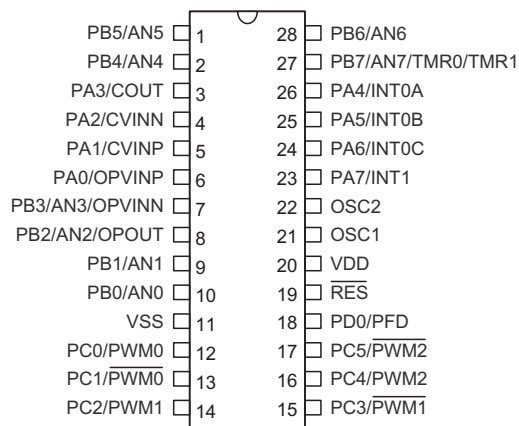 PB5/AN5 1 28 PB6/AN6
PB4/AN4 2 27 PB7/AN7/TMR0/TMR1
PA3/COUT 3 26 PA4/INT0A
PA2/CVINN 4 25 PA5/INT0B
PA1/CVINP 5 24 PA6/INT0C
PA0/OPVINP 6 23 PA7/INT1
PB3/AN3/OPVINN 7 22 OSC2
PB2/AN2/OPOUT 8 21 OSC1
PB1/AN1 9 20 VDD
PB0/AN0 10 19 R̅E̅S̅
VSS 11 18 PD0/PFD
PC0/PWM0 12 17 PC5/P̅W̅M̅2̅
PC1/P̅W̅M̅0̅ 13 16 PC4/PWM2
PC2/PWM1 14 15 PC3/P̅W̅M̅1̅